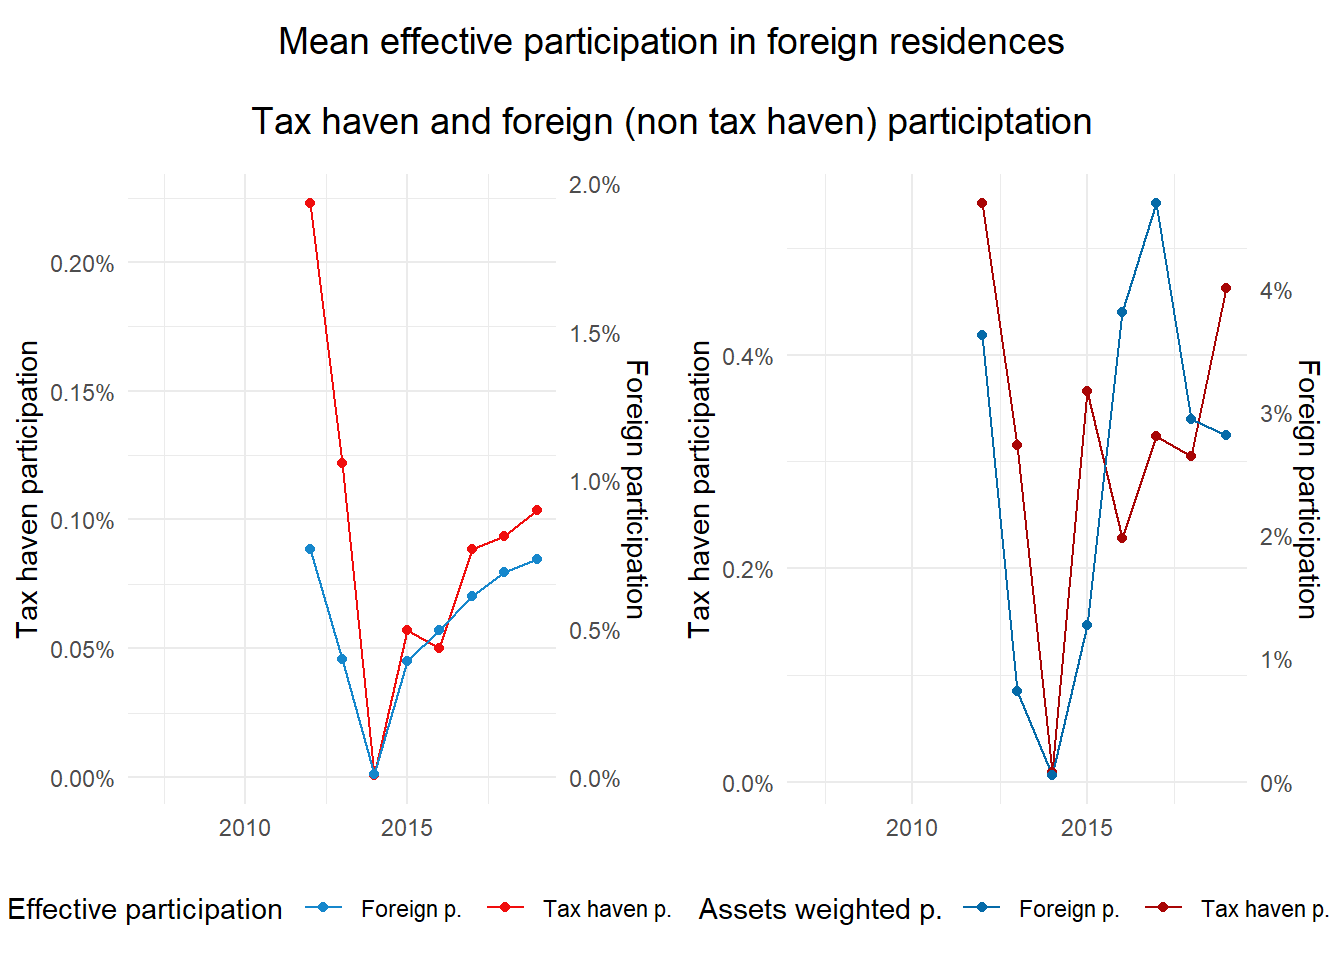 Mean effective participation in foreign residences
Tax haven and foreign (non tax haven) participtation
Tax haven participation
0.20%
0.15%
0.10%
0.05%
0.00%
2010
2015
2.0%
1.5%
1.0%
0.5%
0.0%
Foreign participation
Tax haven participation
0.4%
0.2%
0.0%
2010
2015
4%
3%
2%
1%
0%
Foreign participation
Effective participation Foreign p. Tax haven p.
Assets weighted p. Foreign p. Tax haven p.